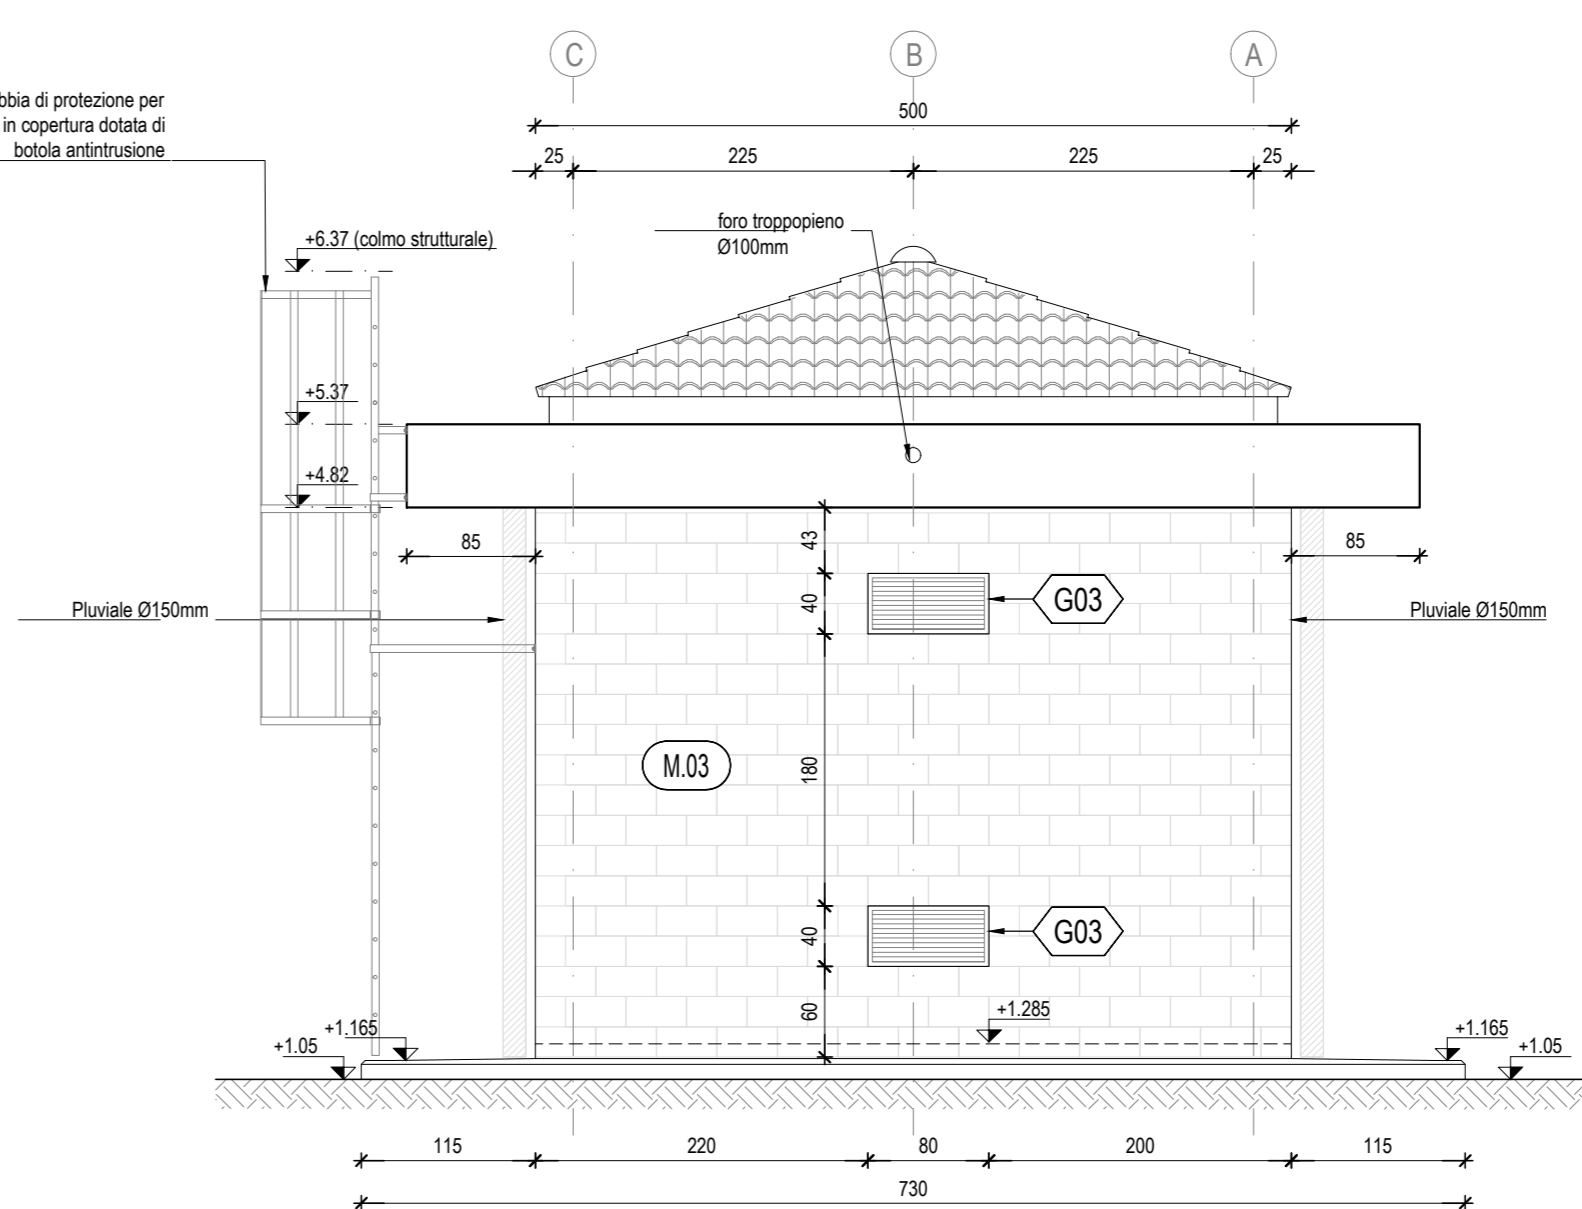 C
B
A
bbia di protezione per
in copertura dotata di
botola antintrusione
500
25
225
225
25
foro troppopieno
Ø100mm
+6.37 (colmo strutturale)
+5.37
+4.82
85
43
85
40
G03
Pluviale Ø150mm
Pluviale Ø150mm
M.03
180
40
G03
60
+1.285
+1.165
+1.05
+1.165
+1.05
115
220
80
200
115
730